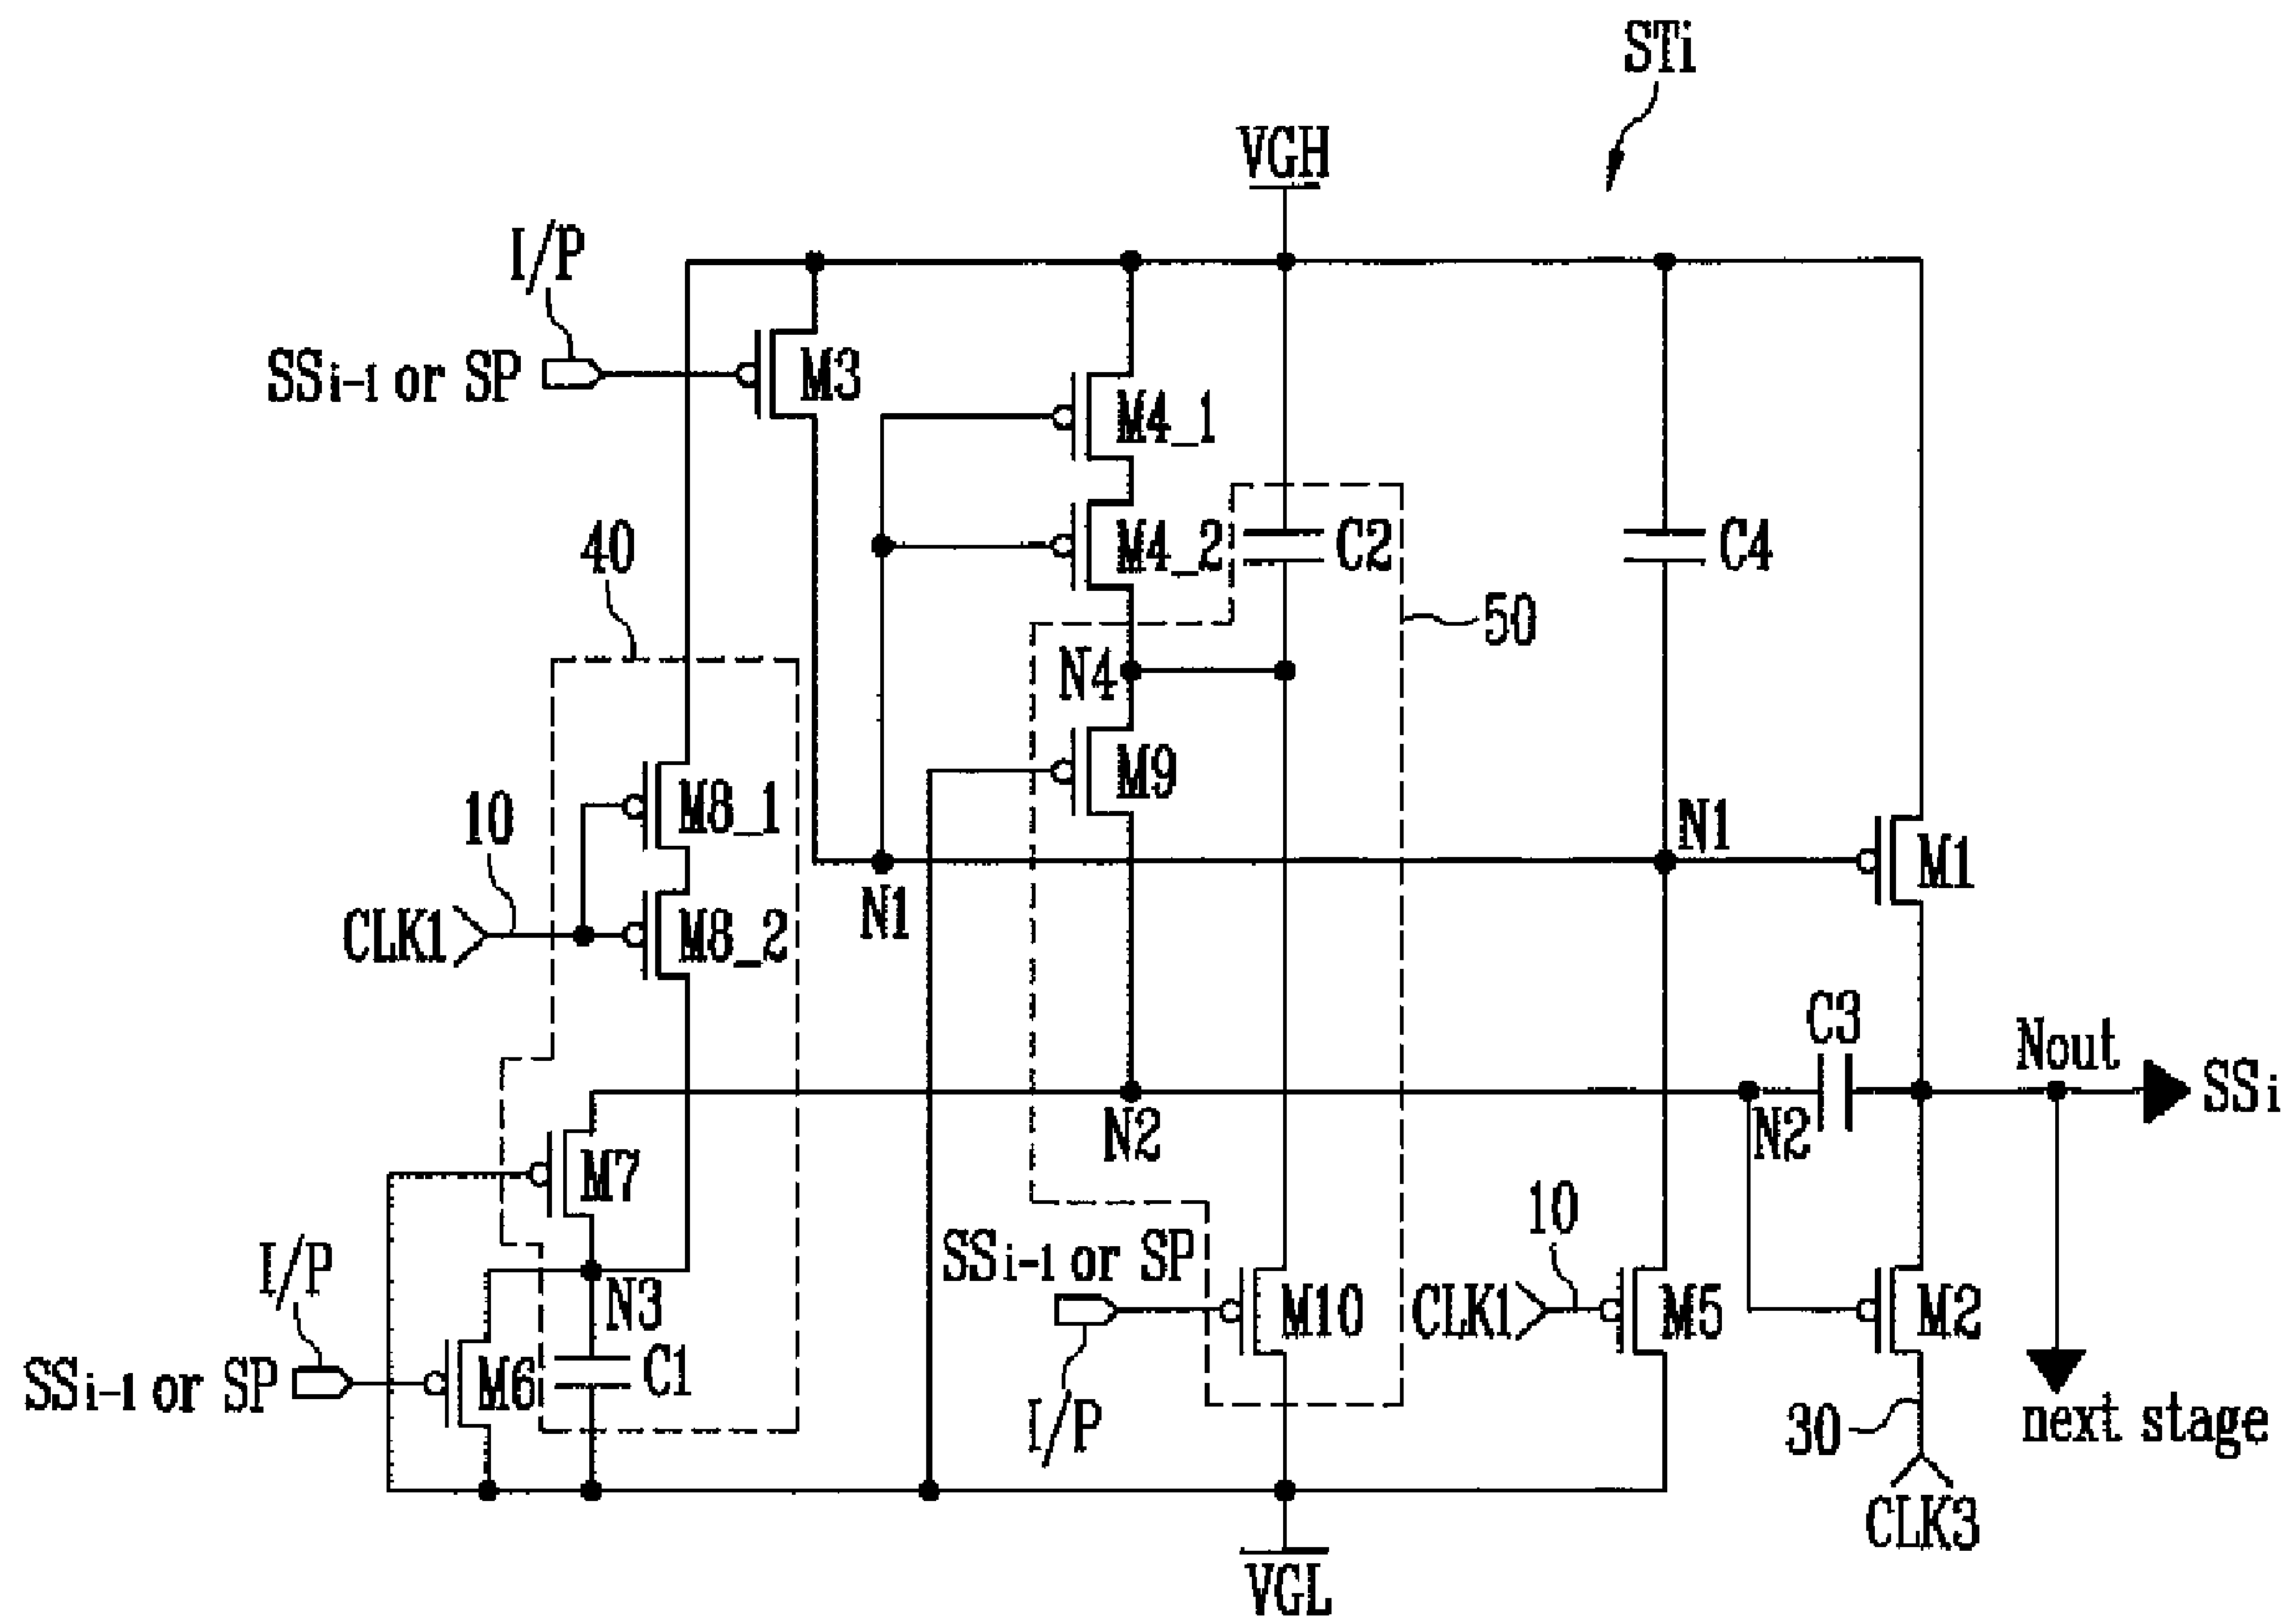 STi
VGH
I/P
SSi-1 or SP
M3
M4_1
M4_2
C2
C4
40
50
N4
M9
M8_1
10
N1
M1
CLK1
M8_2
N1
C3
Nout
SSi
M7
N2
N2
10
I/P
SSi-1 or SP
N3
M10
CLK1
M5
M2
SSi-1 or SP
M6
C1
I/P
30
next stage
CLK3
VGL